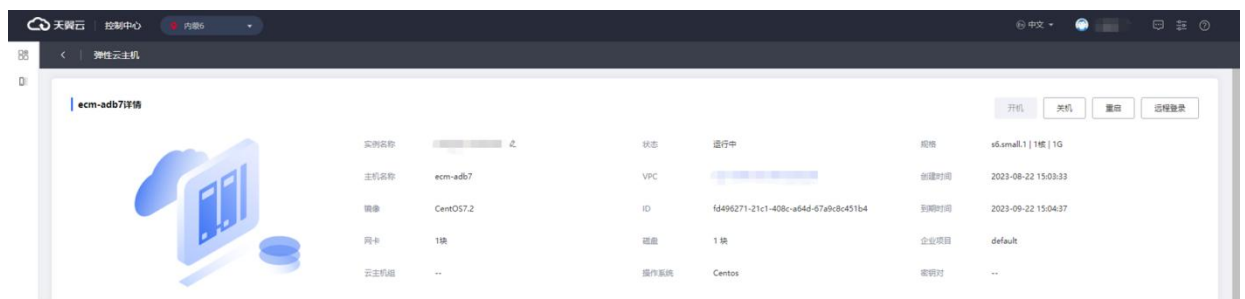 天翼云 控制中心 内蒙6 中文
弹性云主机
ecm-adb7详情 开机 关机 重启 远程登录
实例名称 状态 运行中 规格 s6.small.1 | 1核 | 1G
主机名称 ecm-adb7 VPC 创建时间 2023-08-22 15:03:33
镜像 CentOS7.2 ID fd496271-21c1-408c-a64d-67a9c8c451b4 到期时间 2023-09-22 15:04:37
网卡 1块 磁盘 1 块 企业项目 default
云主机组 -- 操作系统 Centos 密钥对 --